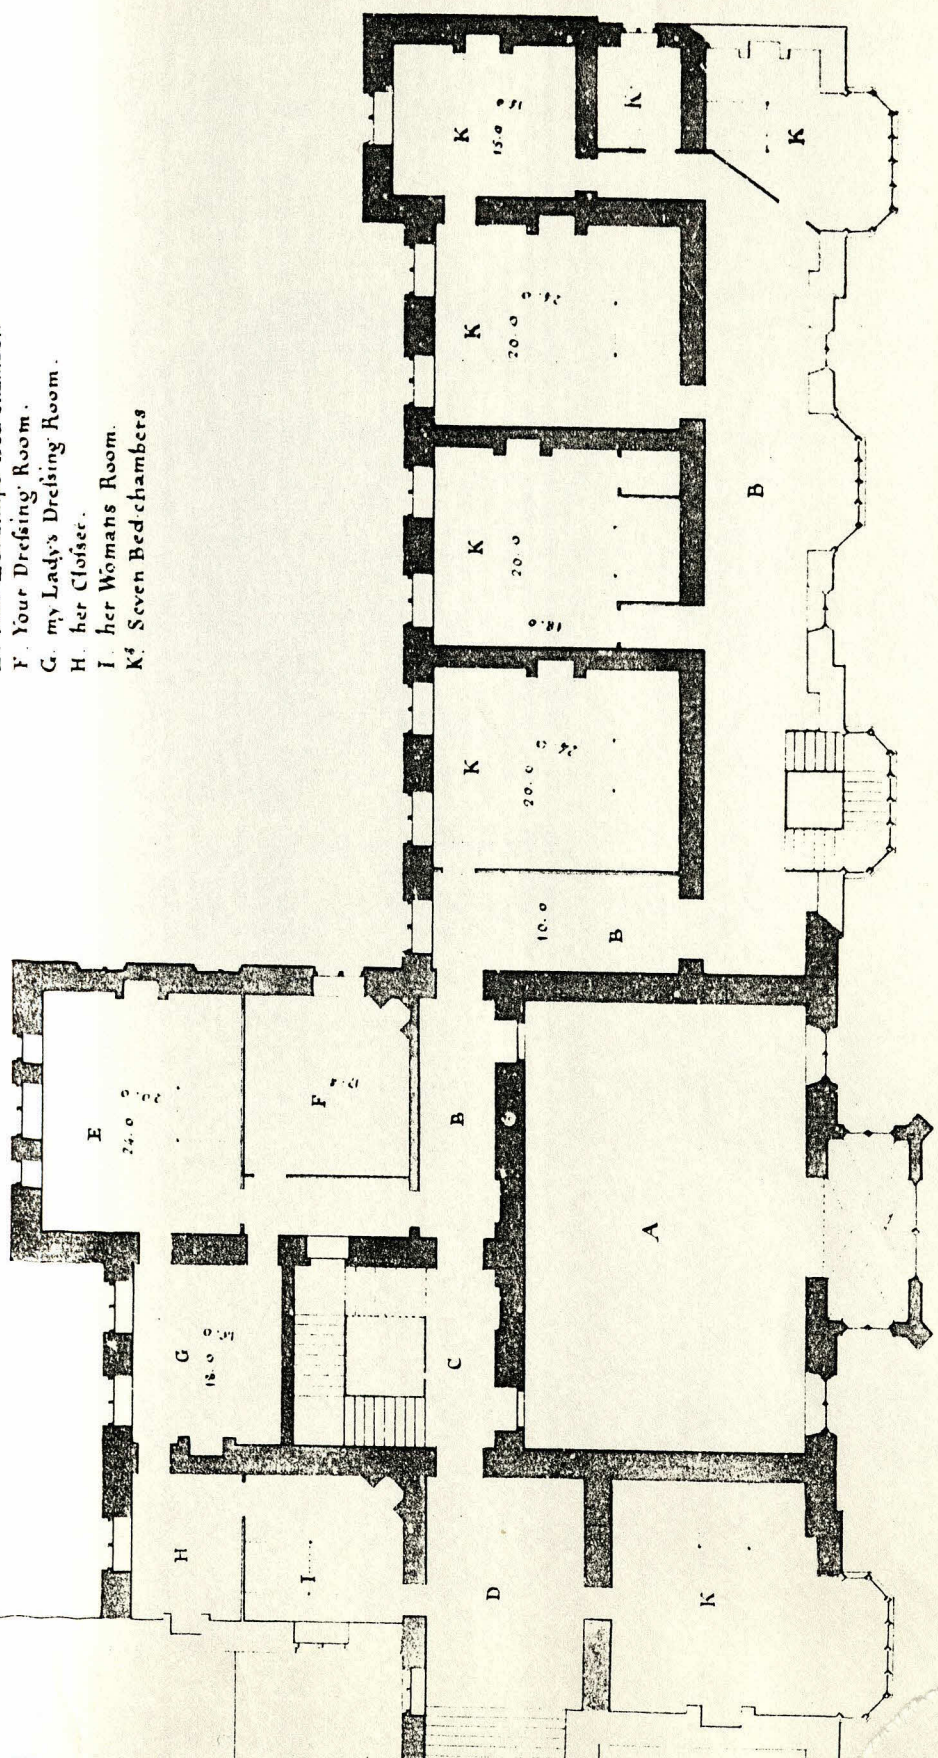 F. Your Dreſsing Room.
G. my Lady's Dreſsing Room.
H. her Cloſset.
I. her Womans Room.
K.ˢ Seven Bed-chambers
K
15.0
K
K
K
20.0
K
20.0
18.0
B
K
20.0
10.0
B
E
24.0
F
B
G
18.0
C
A
H
I
D
K